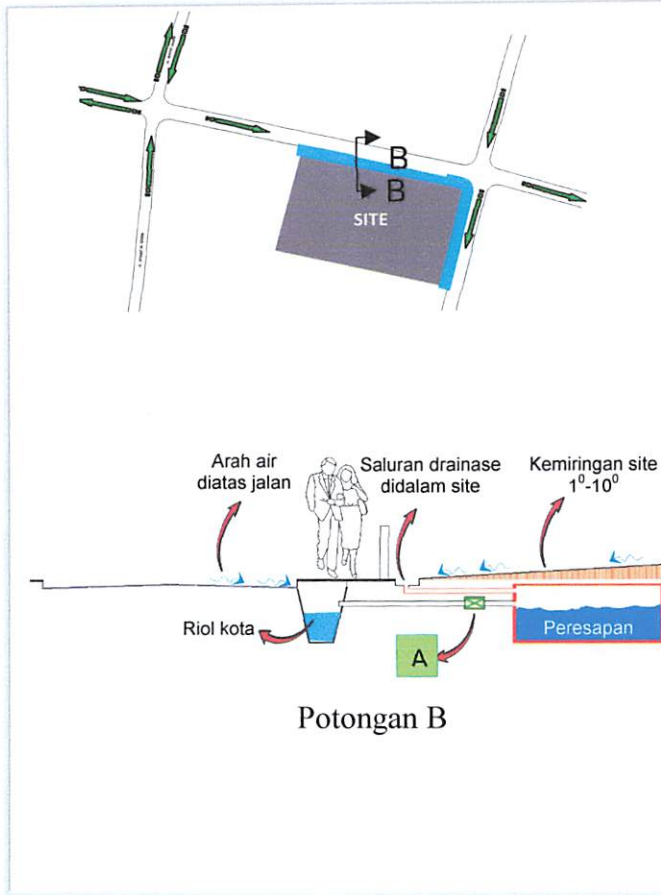 B
B
SITE
Arah air
diatas jalan
Saluran drainase
didalam site
Kemiringan site
1⁰-10⁰
Riol kota
A
Peresapan
Potongan B